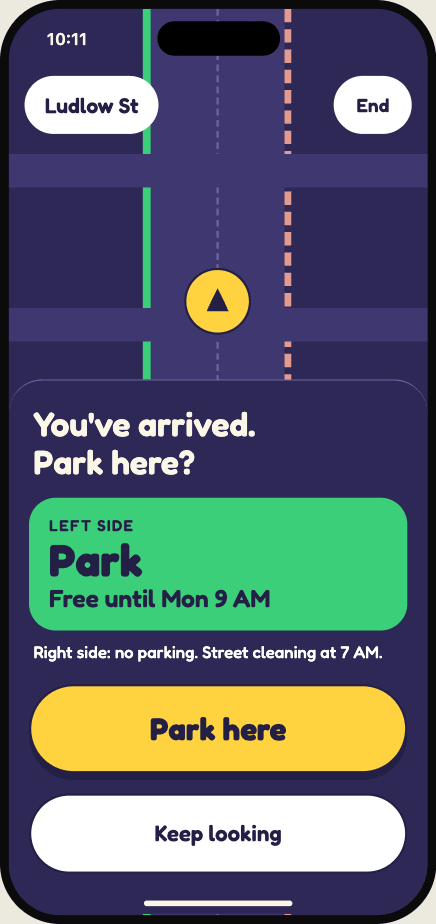 10:11
Ludlow St
End
You've arrived.
Park here?
LEFT SIDE
Park
Free until Mon 9 AM
Right side: no parking. Street cleaning at 7 AM.
Park here
Keep looking